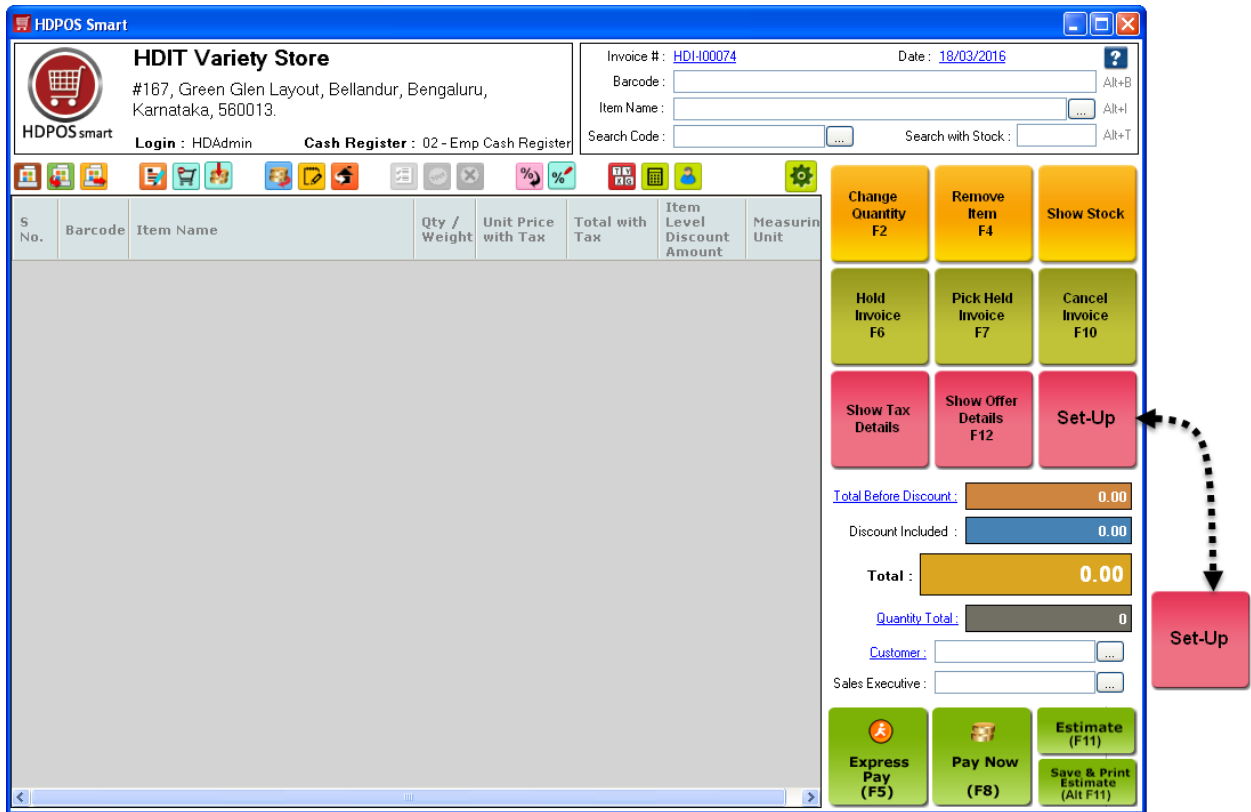 HDPOS Smart
HDPOS smart
HDIT Variety Store
#167, Green Glen Layout, Bellandur, Bengaluru,
Karnataka, 560013.
Login : HDAdmin Cash Register : 02 - Emp Cash Register
Invoice # : HDI-I00074 Date : 18/03/2016 ?
Barcode : Alt+B
Item Name : ... Alt+I
Search Code : ... Search with Stock : Alt+T
S No.
Barcode
Item Name
Qty /
Weight
Unit Price
with Tax
Total with
Tax
Item
Level
Discount
Amount
Measurin
Unit
Change
Quantity
F2
Remove
Item
F4
Show Stock
Hold
Invoice
F6
Pick Held
Invoice
F7
Cancel
Invoice
F10
Show Tax
Details
Show Offer
Details
F12
Set-Up
Total Before Discount : 0.00
Discount Included : 0.00
Total : 0.00
Quantity Total : 0
Customer : ...
Sales Executive : ...
Express
Pay
(F5)
Pay Now
(F8)
Estimate
(F11)
Save & Print
Estimate
(Alt F11)
Set-Up